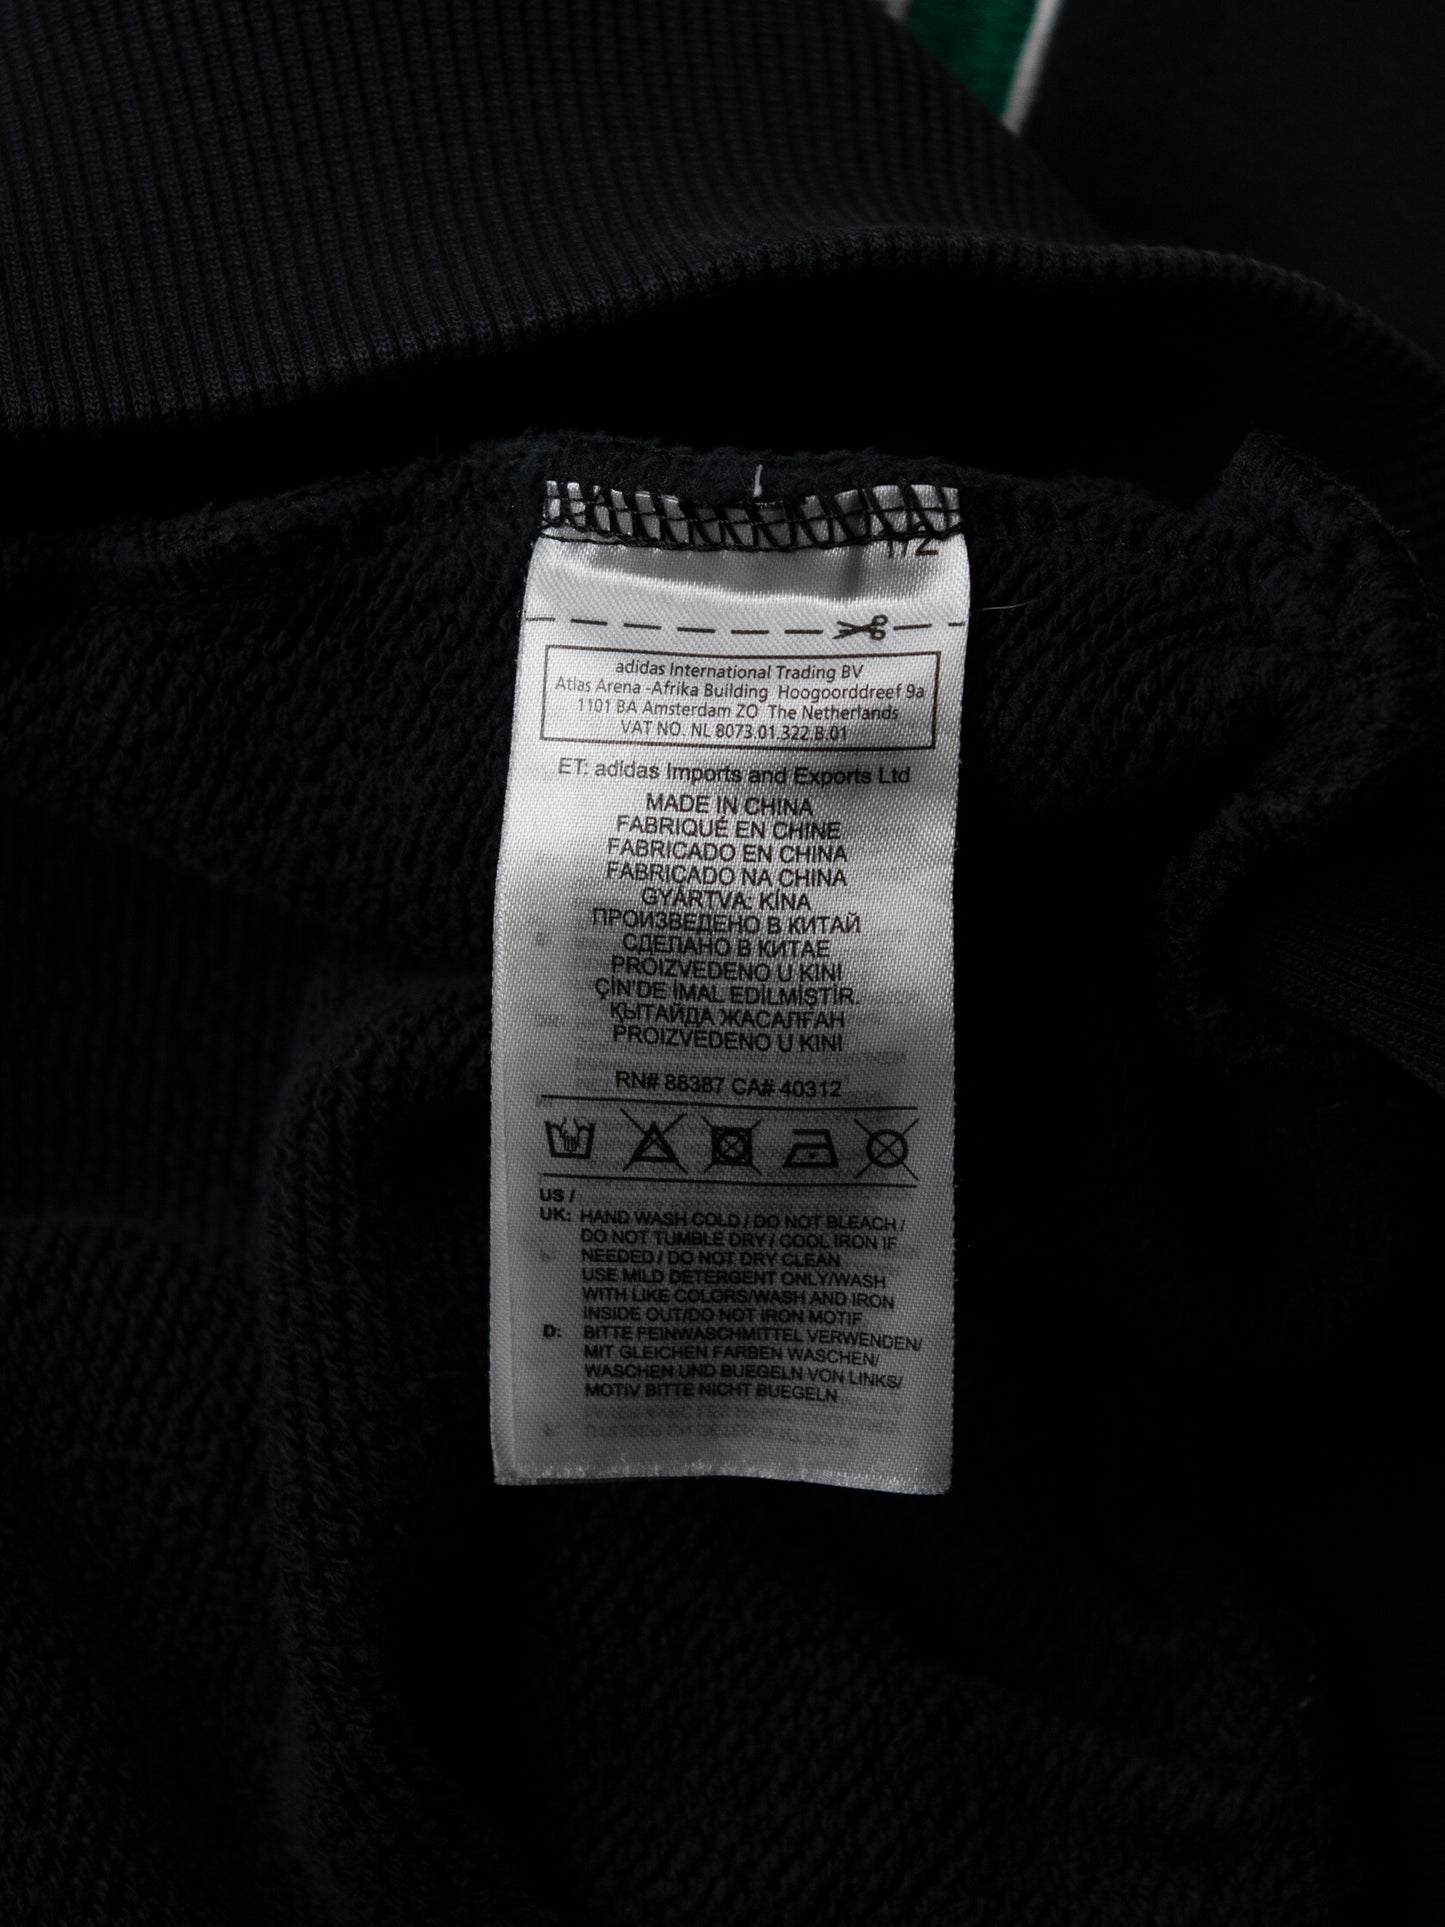 1/2
adidas International Trading BV
Atlas Arena -Afrika Building Hoogoorddreef 9a
1101 BA Amsterdam ZO The Netherlands
VAT NO. NL 8073.01.322.B.01
ET: adidas Imports and Exports Ltd
MADE IN CHINA
FABRIQUÉ EN CHINE
FABRICADO EN CHINA
FABRICADO NA CHINA
GYÁRTVA: KÍNA
ПРОИЗВЕДЕНО В КИТАЙ
СДЕЛАНО В КИТАЕ
PROIZVEDENO U KINI
ÇİN'DE İMAL EDİLMİŞTİR.
ҚЫТАЙДА ЖАСАЛҒАН
PROIZVEDENO U KINI
RN# 88387 CA# 40312
US /
UK: HAND WASH COLD / DO NOT BLEACH /
DO NOT TUMBLE DRY / COOL IRON IF
NEEDED / DO NOT DRY CLEAN
USE MILD DETERGENT ONLY/WASH
WITH LIKE COLORS/WASH AND IRON
INSIDE OUT/DO NOT IRON MOTIF
D: BITTE FEINWASCHMITTEL VERWENDEN/
MIT GLEICHEN FARBEN WASCHEN/
WASCHEN UND BUEGELN VON LINKS/
MOTIV BITTE NICHT BUEGELN